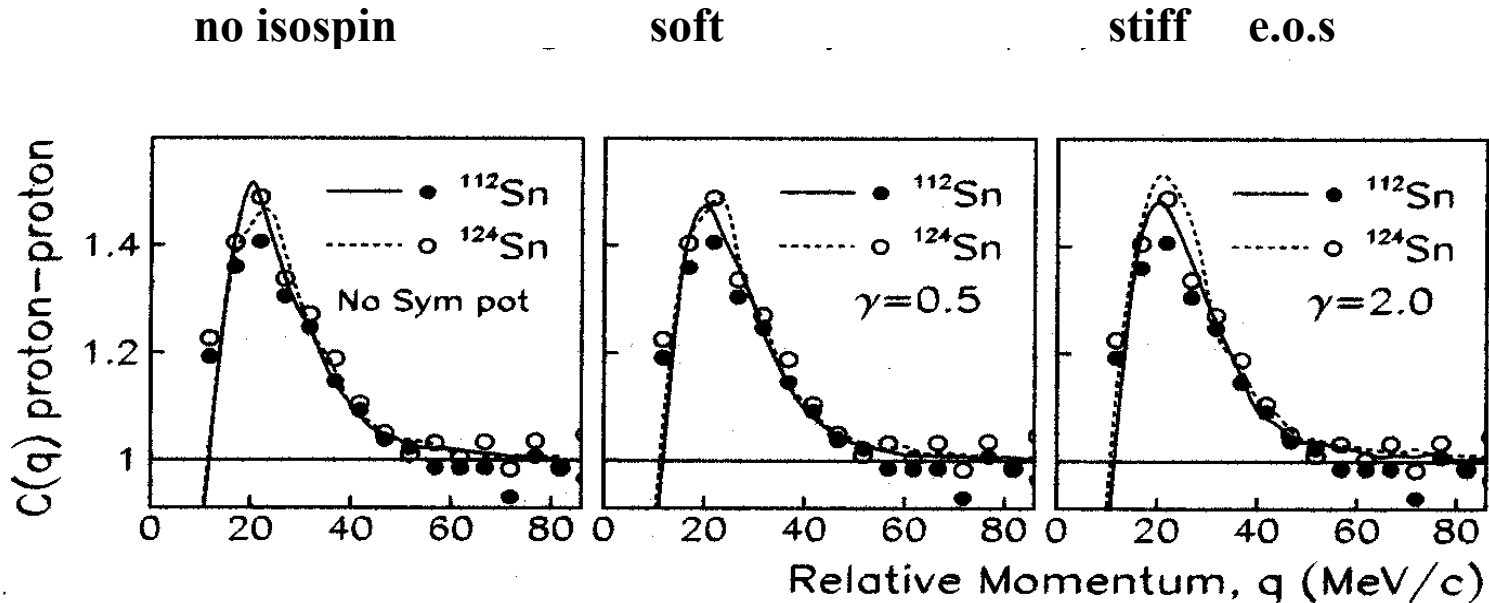 no isospin soft stiff e.o.s
C(q) proton-proton
1.4
1.2
1
¹¹²Sn
¹²⁴Sn
No Sym pot
0 20 40 60 80
¹¹²Sn
¹²⁴Sn
γ=0.5
0 20 40 60 80
¹¹²Sn
¹²⁴Sn
γ=2.0
0 20 40 60 80
Relative Momentum, q (MeV/c)